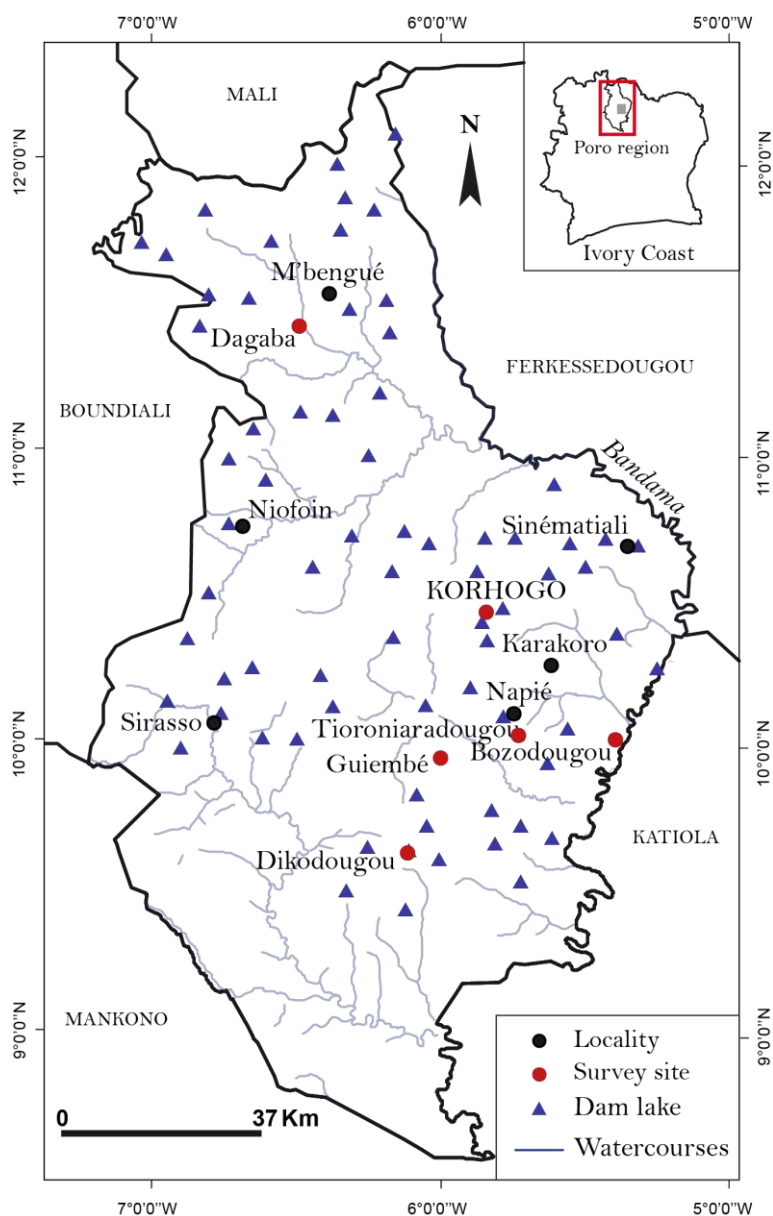 7°0'0"W
6°0'0"W
5°0'0"W
MALI
N
Poro region
Ivory Coast
12°0'0"N
12°0'0"N
M'bengué
Dagaba
FERKESSEDOUGOU
BOUNDIALI
11°0'0"N
11°0'0"N
Bandama
Niofoin
Sinématiali
KORHOGO
Karakoro
Napié
Sirasso
Tioroniaradougou
Bozodougou
Guiembé
10°0'0"N
10°0'0"N
KATIOLA
Dikodougou
MANKONO
9°0'0"N
9°0'0"N
Locality
Survey site
Dam lake
Watercourses
0
37 Km
7°0'0"W
6°0'0"W
5°0'0"W